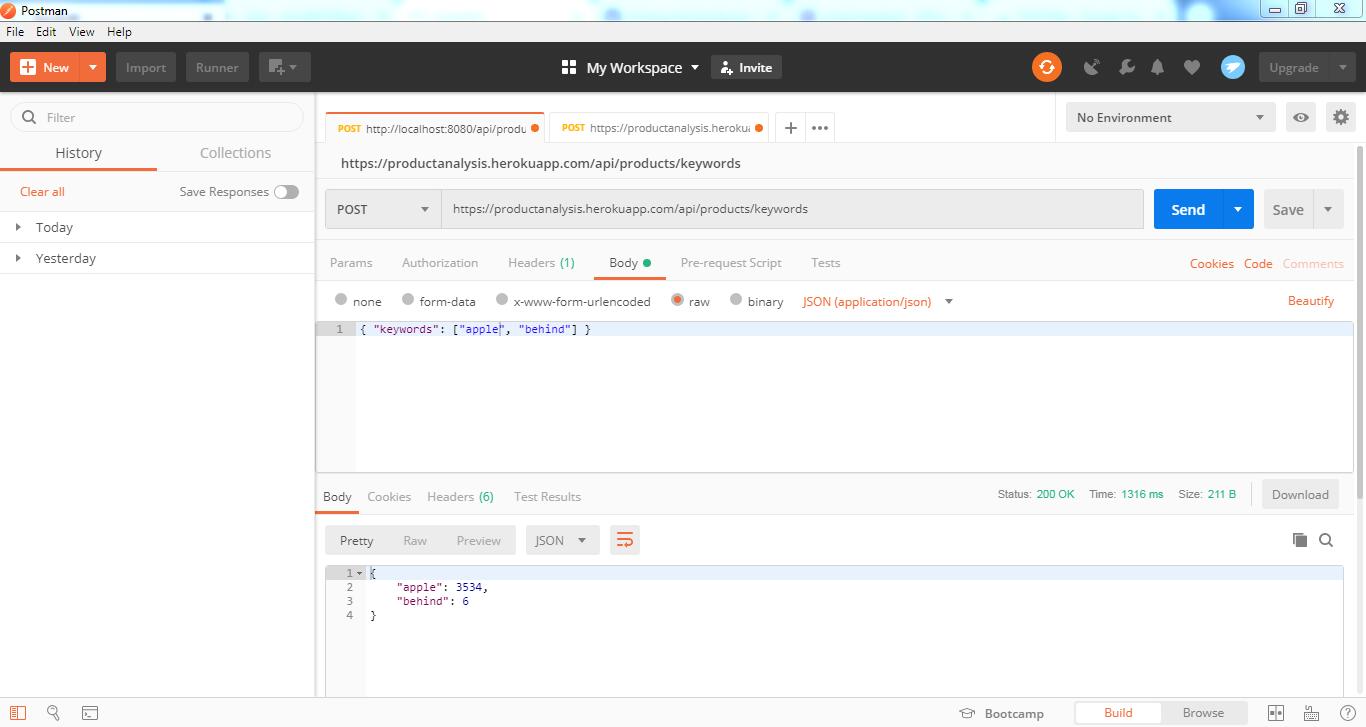 Postman
File Edit View Help
New Import Runner My Workspace Invite Upgrade
Filter
History Collections
Clear all Save Responses
Today
Yesterday
POST http://localhost:8080/api/produ POST https://productanalysis.heroku + ••• No Environment
https://productanalysis.herokuapp.com/api/products/keywords
POST https://productanalysis.herokuapp.com/api/products/keywords Send Save
Params Authorization Headers (1) Body Pre-request Script Tests Cookies Code Comments
none form-data x-www-form-urlencoded raw binary JSON (application/json) Beautify
1 { "keywords": ["apple", "behind"] }
Body Cookies Headers (6) Test Results Status: 200 OK Time: 1316 ms Size: 211 B Download
Pretty Raw Preview JSON
1 {
2 "apple": 3534,
3 "behind": 6
4 }
Bootcamp Build Browse ?